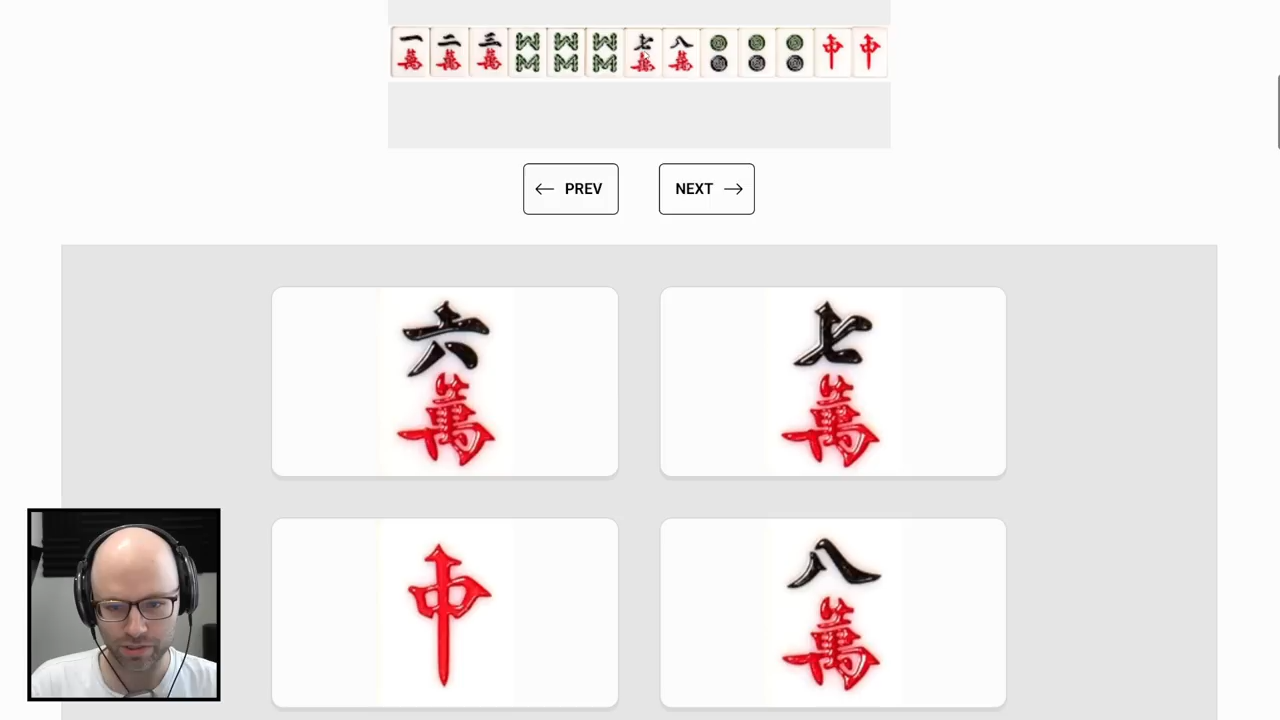 一 二 三 七 八 中 中
萬 萬 萬 萬 萬
PREV NEXT
六 七
萬 萬
中 八
萬